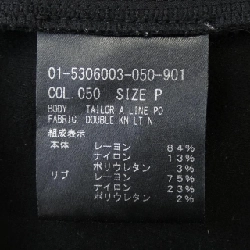 01-5306003-050-901
COL 050 SIZE P
BODY TAILOR A LINE PO
FABRIC DOUBLE KNIT N
組成表示
本体 レーヨン 84%
ナイロン 13%
ポリウレタン 3%
リブ レーヨン 75%
ナイロン 23%
ポリウレタン 2%